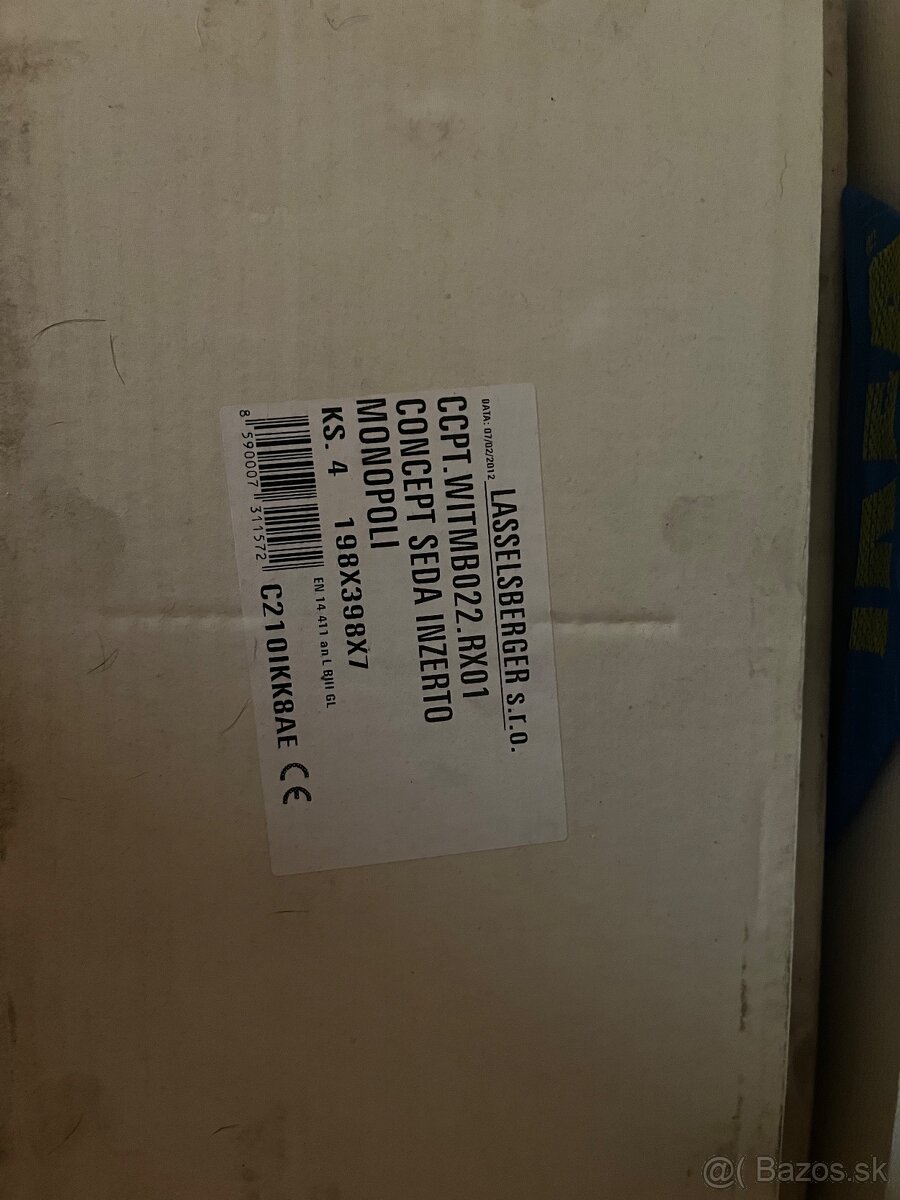 LASSELSBERGER s.r.o.
DATA: 07/02/2012
CCPT.WITMB022.RX01
CONCEPT SEDA INZERTO
MONOPOLI
KS. 4 198X398X7
EN 14 411 an.L BIII GL
8 590007 311572
C210IKK8AE CE
IKEA
@( Bazos.sk